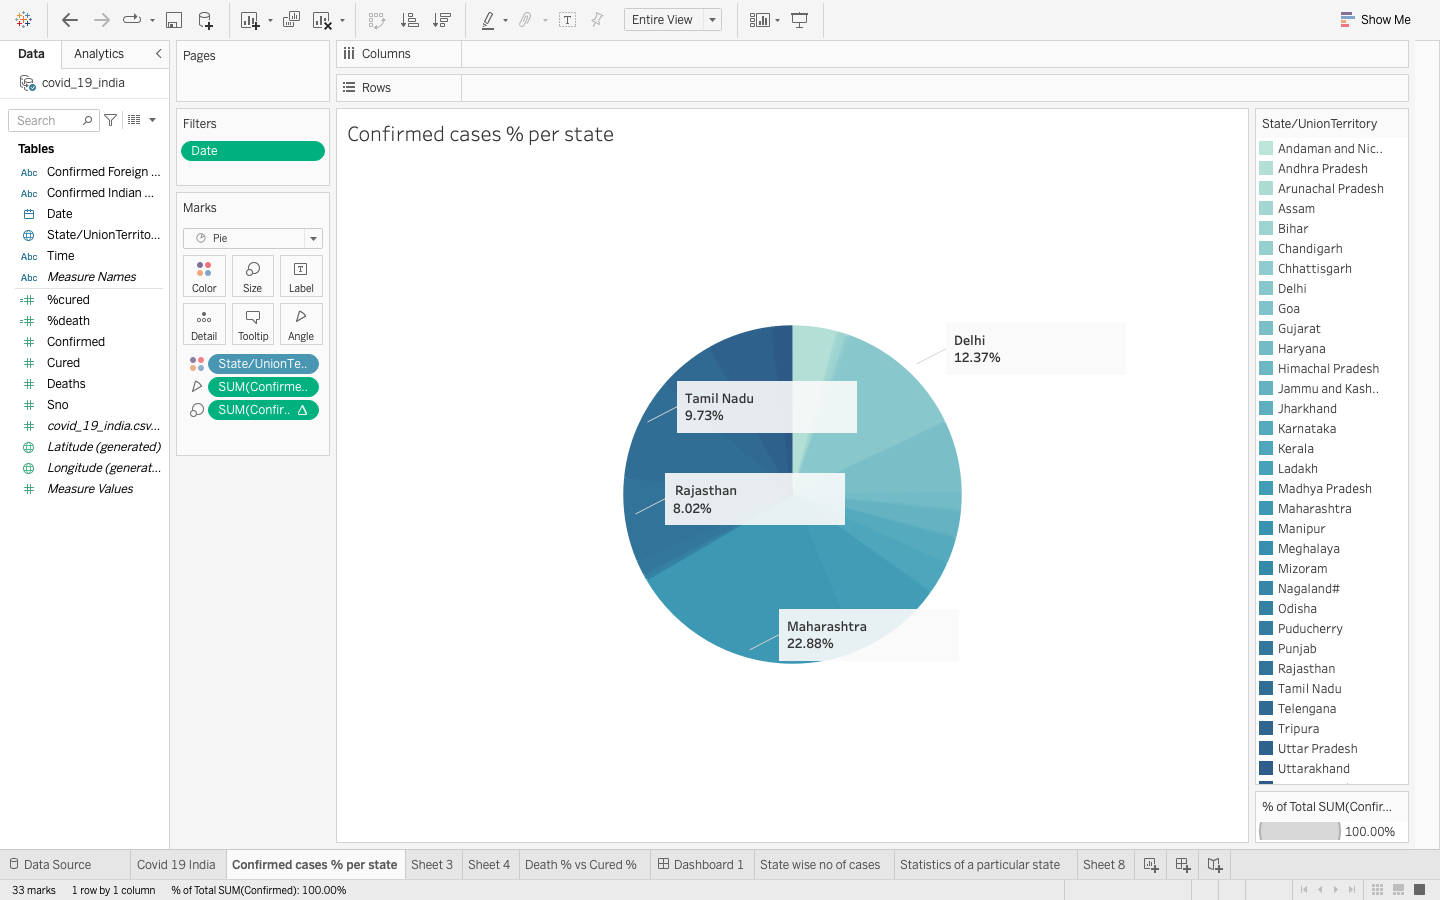 Entire View
Show Me
Data
Analytics
covid_19_india
Search
Tables
Abc Confirmed Foreign ...
Abc Confirmed Indian ...
Date
State/UnionTerrito...
Abc Time
Abc Measure Names
%cured
%death
Confirmed
Cured
Deaths
Sno
covid_19_india.csv...
Latitude (generated)
Longitude (generat...
Measure Values
Pages
Filters
Date
Marks
Pie
Color
Size
Label
Detail
Tooltip
Angle
State/UnionTe..
SUM(Confirme..
SUM(Confir.. Δ
Columns
Rows
Confirmed cases % per state
Delhi
12.37%
Tamil Nadu
9.73%
Rajasthan
8.02%
Maharashtra
22.88%
State/UnionTerritory
Andaman and Nic..
Andhra Pradesh
Arunachal Pradesh
Assam
Bihar
Chandigarh
Chhattisgarh
Delhi
Goa
Gujarat
Haryana
Himachal Pradesh
Jammu and Kash..
Jharkhand
Karnataka
Kerala
Ladakh
Madhya Pradesh
Maharashtra
Manipur
Meghalaya
Mizoram
Nagaland#
Odisha
Puducherry
Punjab
Rajasthan
Tamil Nadu
Telengana
Tripura
Uttar Pradesh
Uttarakhand
% of Total SUM(Confir...
100.00%
Data Source
Covid 19 India
Confirmed cases % per state
Sheet 3
Sheet 4
Death % vs Cured %
Dashboard 1
State wise no of cases
Statistics of a particular state
Sheet 8
33 marks
1 row by 1 column
% of Total SUM(Confirmed): 100.00%